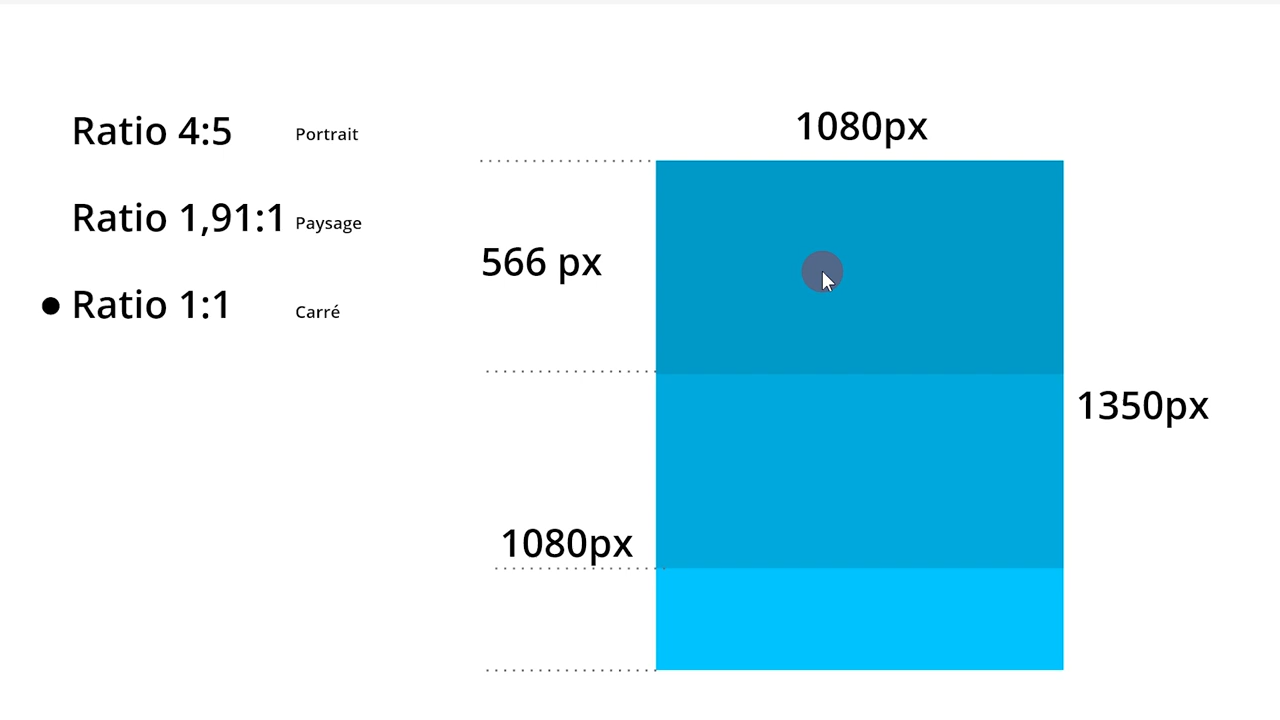 Ratio 4:5 Portrait
Ratio 1,91:1 Paysage
● Ratio 1:1 Carré
1080px
566 px
1350px
1080px